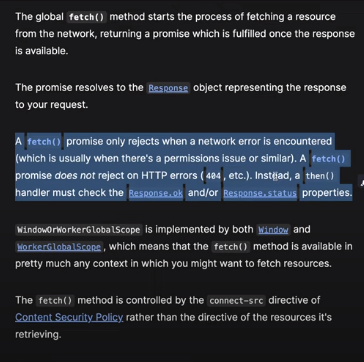 The global fetch() method starts the process of fetching a resource
from the network, returning a promise which is fulfilled once the response
is available.
The promise resolves to the Response object representing the response
to your request.
A fetch() promise only rejects when a network error is encountered
(which is usually when there's a permissions issue or similar). A fetch()
promise does not reject on HTTP errors (404, etc.). Instead, a then()
handler must check the Response.ok and/or Response.status properties.
WindowOrWorkerGlobalScope is implemented by both Window and
WorkerGlobalScope, which means that the fetch() method is available in
pretty much any context in which you might want to fetch resources.
The fetch() method is controlled by the connect-src directive of
Content Security Policy rather than the directive of the resources it's
retrieving.